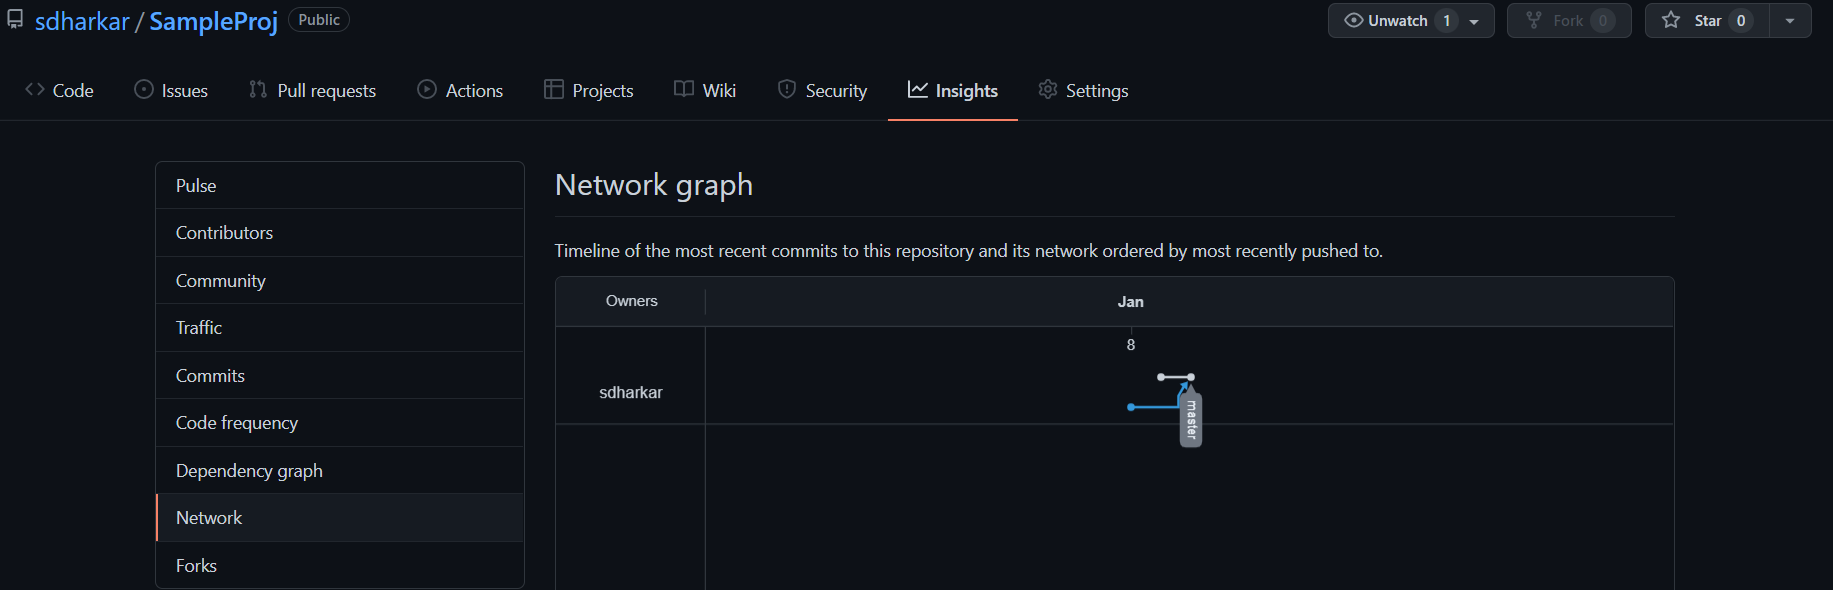 sdharkar / SampleProj Public
Unwatch 1 Fork 0 Star 0
Code Issues Pull requests Actions Projects Wiki Security Insights Settings
Pulse
Contributors
Community
Traffic
Commits
Code frequency
Dependency graph
Network
Forks
Network graph
Timeline of the most recent commits to this repository and its network ordered by most recently pushed to.
Owners Jan
8
sdharkar
master